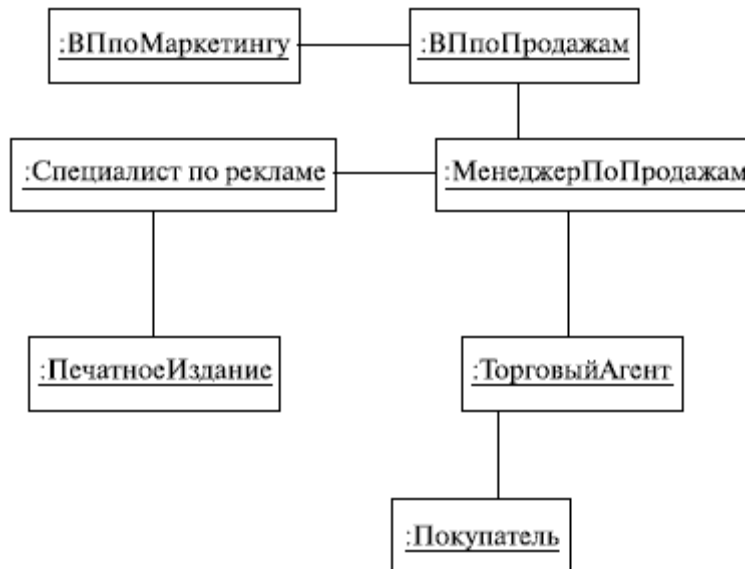 :ВПпоМаркетингу
:ВПпоПродажам
:Специалист по рекламе
:МенеджерПоПродажам
:ПечатноеИздание
:ТорговыйАгент
:Покупатель